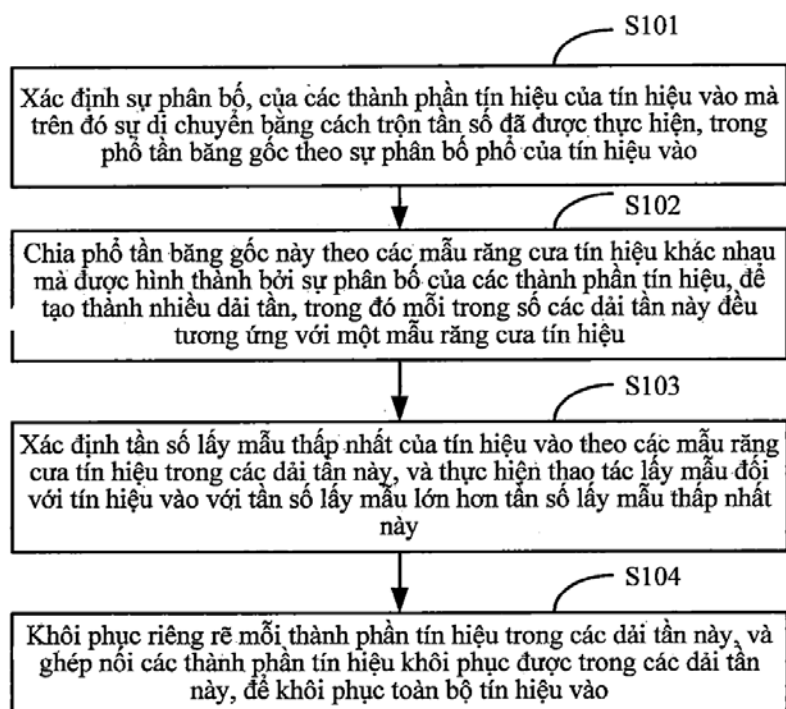 S101
Xác định sự phân bố, của các thành phần tín hiệu của tín hiệu vào mà
trên đó sự dị chuyển bằng cách trộn tần số đã được thực hiện, trong
phổ tần băng gốc theo sự phân bố phổ của tín hiệu vào
S102
Chia phổ tần băng gốc này theo các mẫu răng cưa tín hiệu khác nhau
mà được hình thành bởi sự phân bố của các thành phần tín hiệu, để
tạo thành nhiều dải tần, trong đó mỗi trong số các dải tần này đều
tương ứng với một mẫu răng cưa tín hiệu
S103
Xác định tần số lấy mẫu thấp nhất của tín hiệu vào theo các mẫu răng
cưa tín hiệu trong các dải tần này, và thực hiện thao tác lấy mẫu đối
với tín hiệu vào với tần số lấy mẫu lớn hơn tần số lấy mẫu thấp nhất
này
S104
Khôi phục riêng rẽ mỗi thành phần tín hiệu trong các dải tần này, và
ghép nối các thành phần tín hiệu khôi phục được trong các dải tần
này, để khôi phục toàn bộ tín hiệu vào